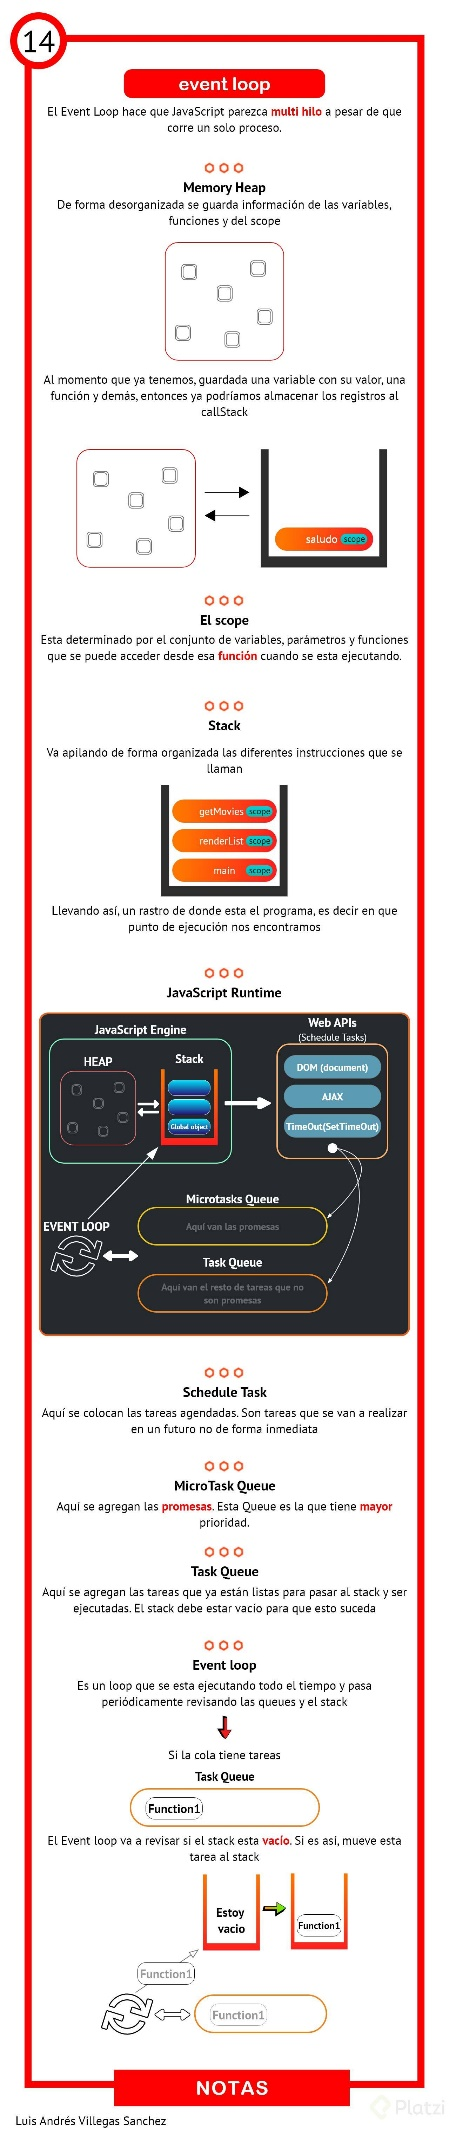 14
event loop
El Event Loop hace que JavaScript parezca multi hilo a pesar de que
corre un solo proceso.
Memory Heap
De forma desorganizada se guarda información de las variables,
funciones y del scope
Al momento que ya tenemos, guardada una variable con su valor, una
función y demás, entonces ya podríamos almacenar los registros al
callStack
saludo scope
El scope
Esta determinado por el conjunto de variables, parámetros y funciones
que se puede acceder desde esa función cuando se esta ejecutando.
Stack
Va apilando de forma organizada las diferentes instrucciones que se
llaman
getMovies scope
renderList scope
main scope
Llevando así, un rastro de donde esta el programa, es decir en que
punto de ejecución nos encontramos
JavaScript Runtime
JavaScript Engine
HEAP
Stack
Global object
Web APIs
(Schedule Tasks)
DOM (document)
AJAX
TimeOut(SetTimeOut)
EVENT LOOP
Microtasks Queue
Aquí van las promesas
Task Queue
Aquí van el resto de tareas que no
son promesas
Schedule Task
Aquí se colocan las tareas agendadas. Son tareas que se van a realizar
en un futuro no de forma inmediata
MicroTask Queue
Aquí se agregan las promesas. Esta Queue es la que tiene mayor
prioridad.
Task Queue
Aquí se agregan las tareas que ya están listas para pasar al stack y ser
ejecutadas. El stack debe estar vacio para que esto suceda
Event loop
Es un loop que se esta ejecutando todo el tiempo y pasa
periódicamente revisando las queues y el stack
Si la cola tiene tareas
Task Queue
Function1
El Event loop va a revisar si el stack esta vacío. Si es así, mueve esta
tarea al stack
Estoy
vacio
Function1
Function1
Function1
NOTAS
Platzi
Luis Andrés Villegas Sanchez